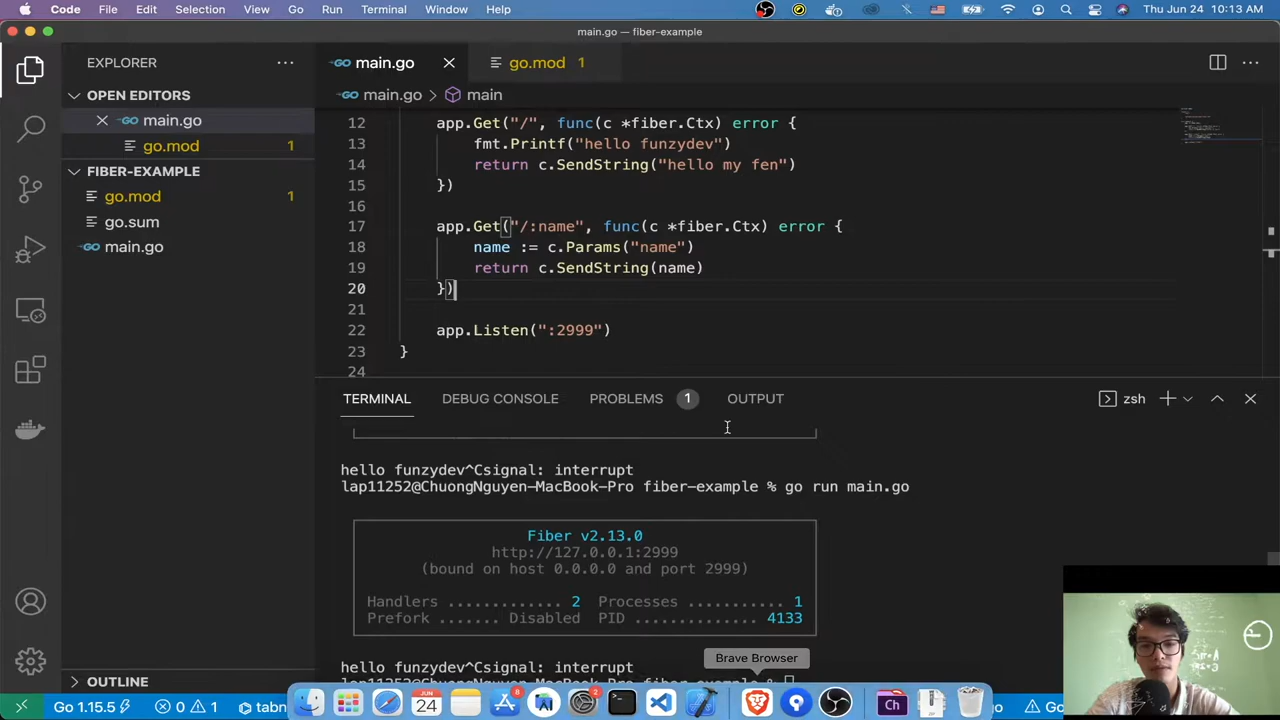 Code File Edit Selection View Go Run Terminal Window Help Thu Jun 24 10:13 AM
main.go — fiber-example
EXPLORER
OPEN EDITORS
main.go
go.mod 1
FIBER-EXAMPLE
go.mod 1
go.sum
main.go
OUTLINE
main.go
go.mod 1
main.go > main
12 app.Get("/", func(c *fiber.Ctx) error {
13 fmt.Printf("hello funzydev")
14 return c.SendString("hello my fen")
15 })
16
17 app.Get("/:name", func(c *fiber.Ctx) error {
18 name := c.Params("name")
19 return c.SendString(name)
20 })
21
22 app.Listen(":2999")
23 }
24
TERMINAL DEBUG CONSOLE PROBLEMS 1 OUTPUT
zsh
hello funzydev^Csignal: interrupt
lap11252@ChuongNguyen-MacBook-Pro fiber-example % go run main.go
Fiber v2.13.0
http://127.0.0.1:2999
(bound on host 0.0.0.0 and port 2999)
Handlers ............. 2 Processes ........... 1
Prefork ....... Disabled PID ............. 4133
hello funzydev^Csignal: interrupt
Brave Browser
Go 1.15.5 0 1 tabn
JUN
24
8
2
Ch
Go